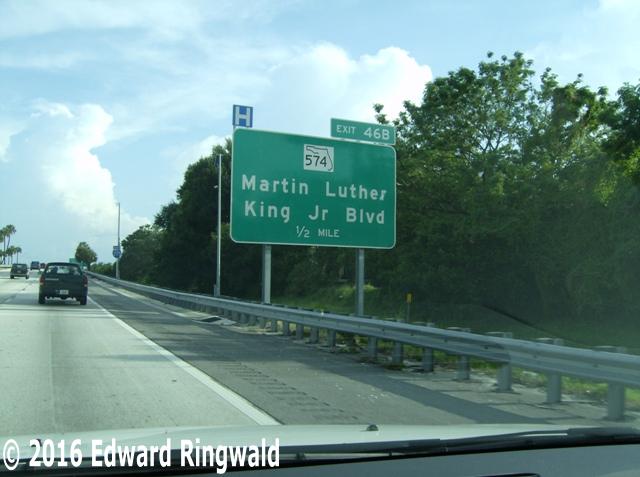 H
EXIT 46B
574
Martin Luther
King Jr Blvd
1/2 MILE
© 2016 Edward Ringwald